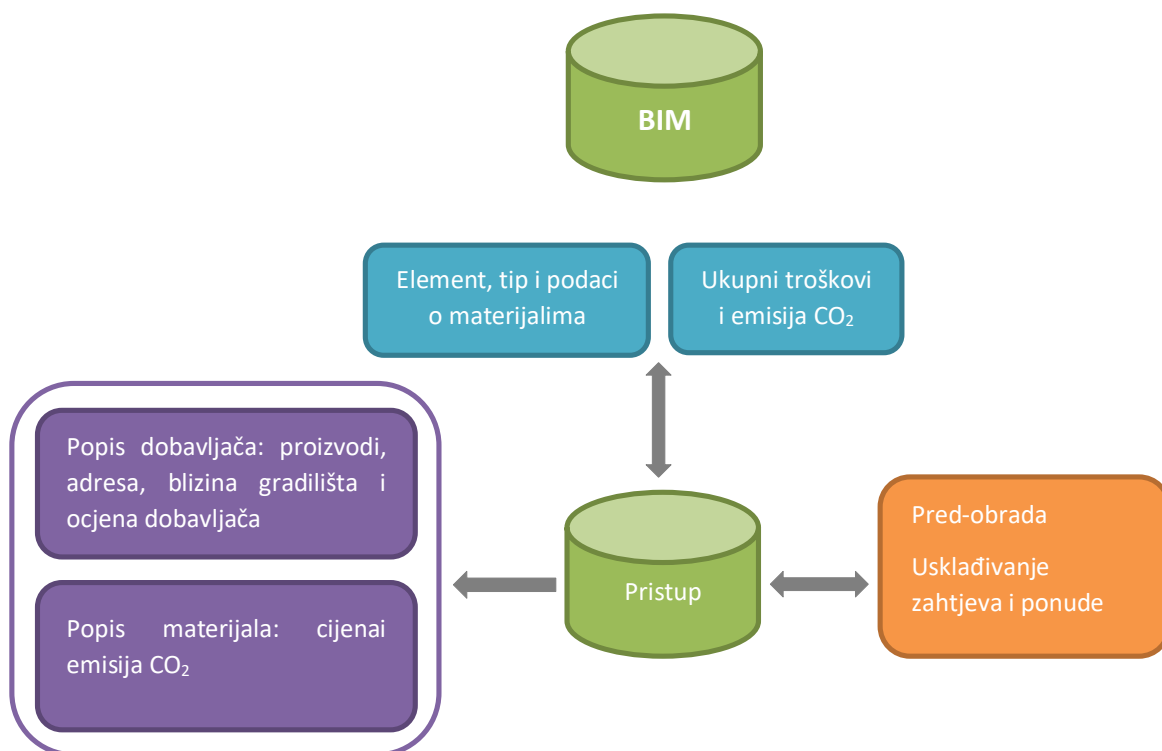 BIM
Element, tip i podaci
o materijalima
Ukupni troškovi
i emisija CO₂
Popis dobavljača: proizvodi,
adresa, blizina gradilišta i
ocjena dobavljača
Popis materijala: cijenai
emisija CO₂
Pristup
Pred-obrada
Usklađivanje
zahtjeva i ponude